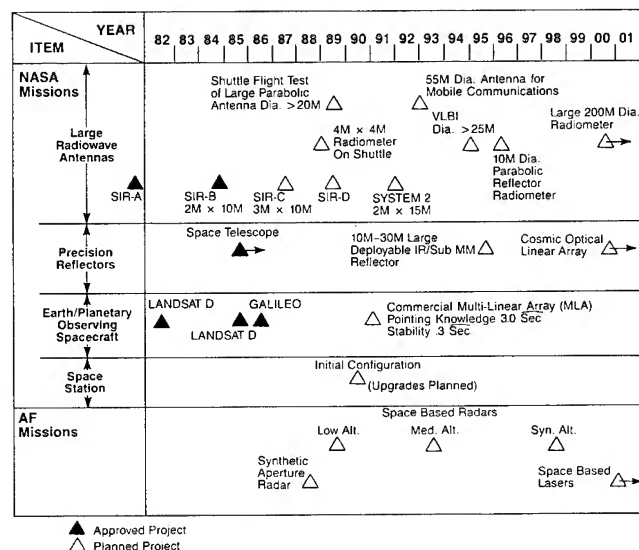 YEAR
ITEM
82 83 84 85 86 87 88 89 90 91 92 93 94 95 96 97 98 99 00 01
NASA
Missions
Large
Radiowave
Antennas
Shuttle Flight Test
of Large Parabolic
Antenna Dia. >20M
55M Dia. Antenna for
Mobile Communications
4M × 4M
Radiometer
On Shuttle
VLBI
Dia. >25M
Large 200M Dia.
Radiometer
10M Dia.
Parabolic
Reflector
Radiometer
SIR-A
SIR-B
2M × 10M
SIR-C
3M × 10M
SIR-D
SYSTEM 2
2M × 15M
Precision
Reflectors
Space Telescope
10M–30M Large
Deployable IR/Sub MM
Reflector
Cosmic Optical
Linear Array
Earth/Planetary
Observing
Spacecraft
LANDSAT D
GALILEO
LANDSAT D
Commercial Multi-Linear Array (MLA)
Pointing Knowledge 3.0 Sec
Stability .3 Sec
Space
Station
Initial Configuration
(Upgrades Planned)
AF
Missions
Space Based Radars
Low Alt.
Med. Alt.
Syn. Alt.
Synthetic
Aperture
Radar
Space Based
Lasers
Approved Project
Planned Project